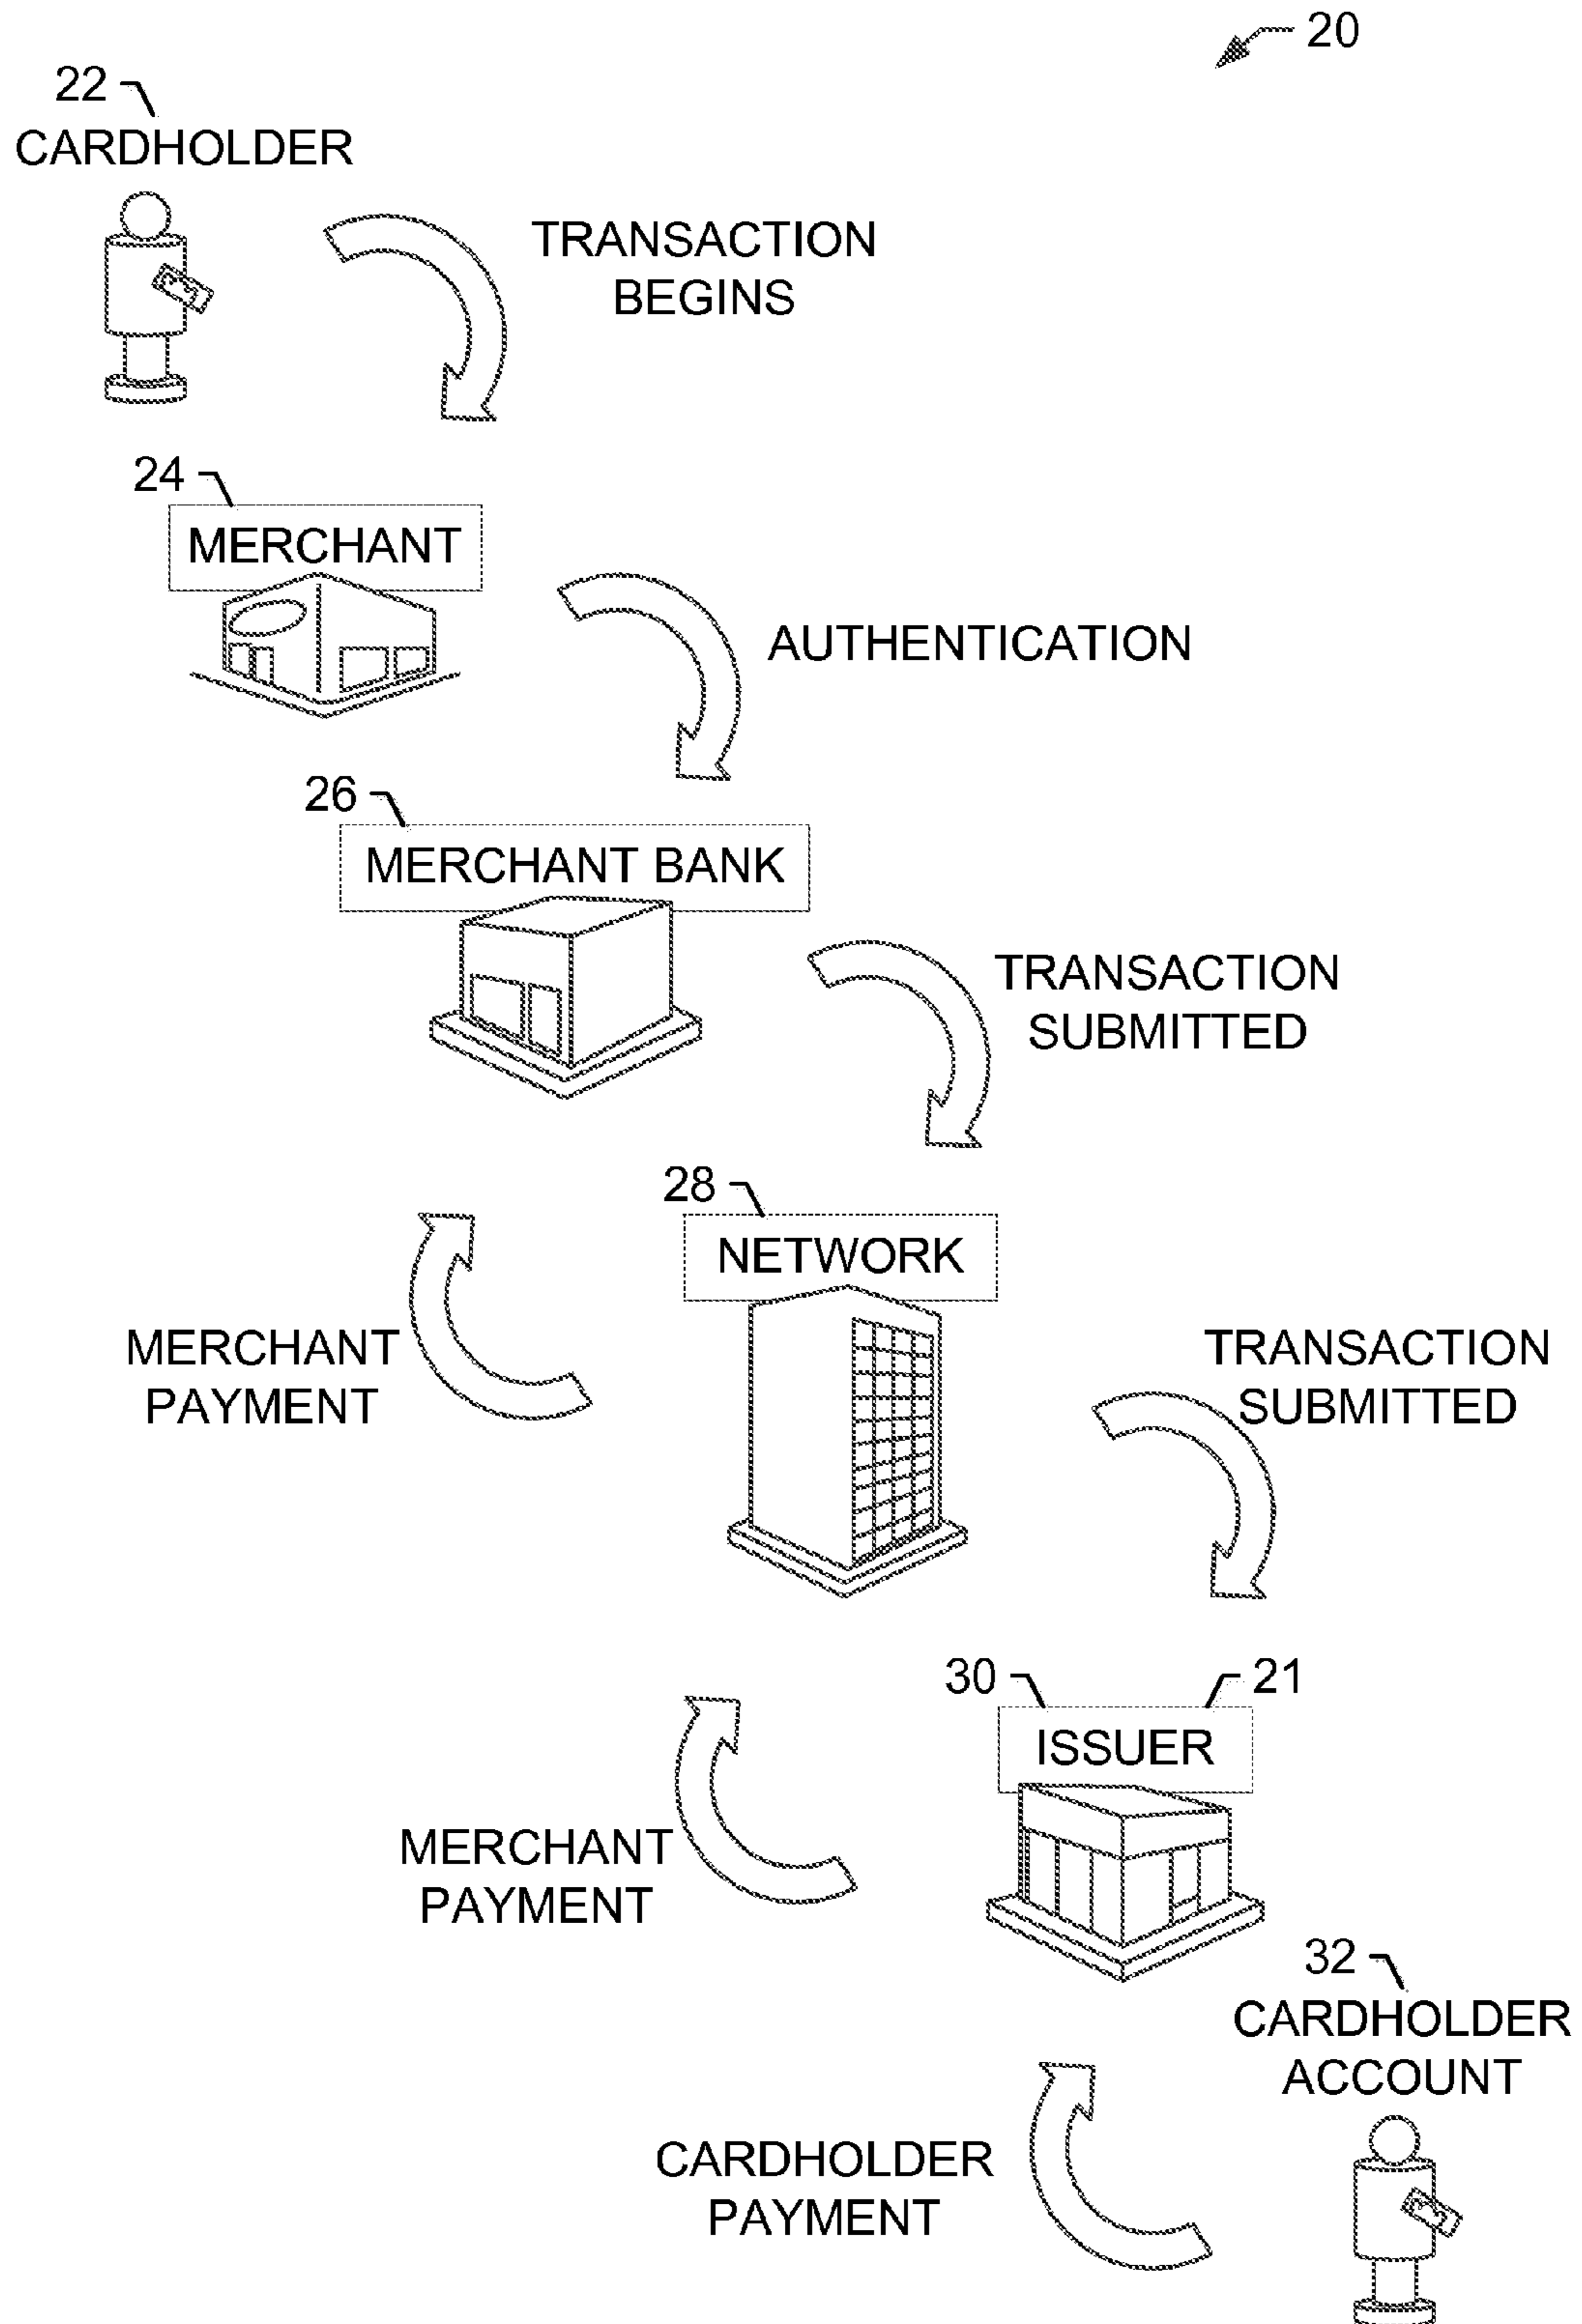 20
22
CARDHOLDER
TRANSACTION
BEGINS
24
MERCHANT
AUTHENTICATION
26
MERCHANT BANK
TRANSACTION
SUBMITTED
28
NETWORK
MERCHANT
PAYMENT
TRANSACTION
SUBMITTED
30
21
ISSUER
MERCHANT
PAYMENT
32
CARDHOLDER
ACCOUNT
CARDHOLDER
PAYMENT